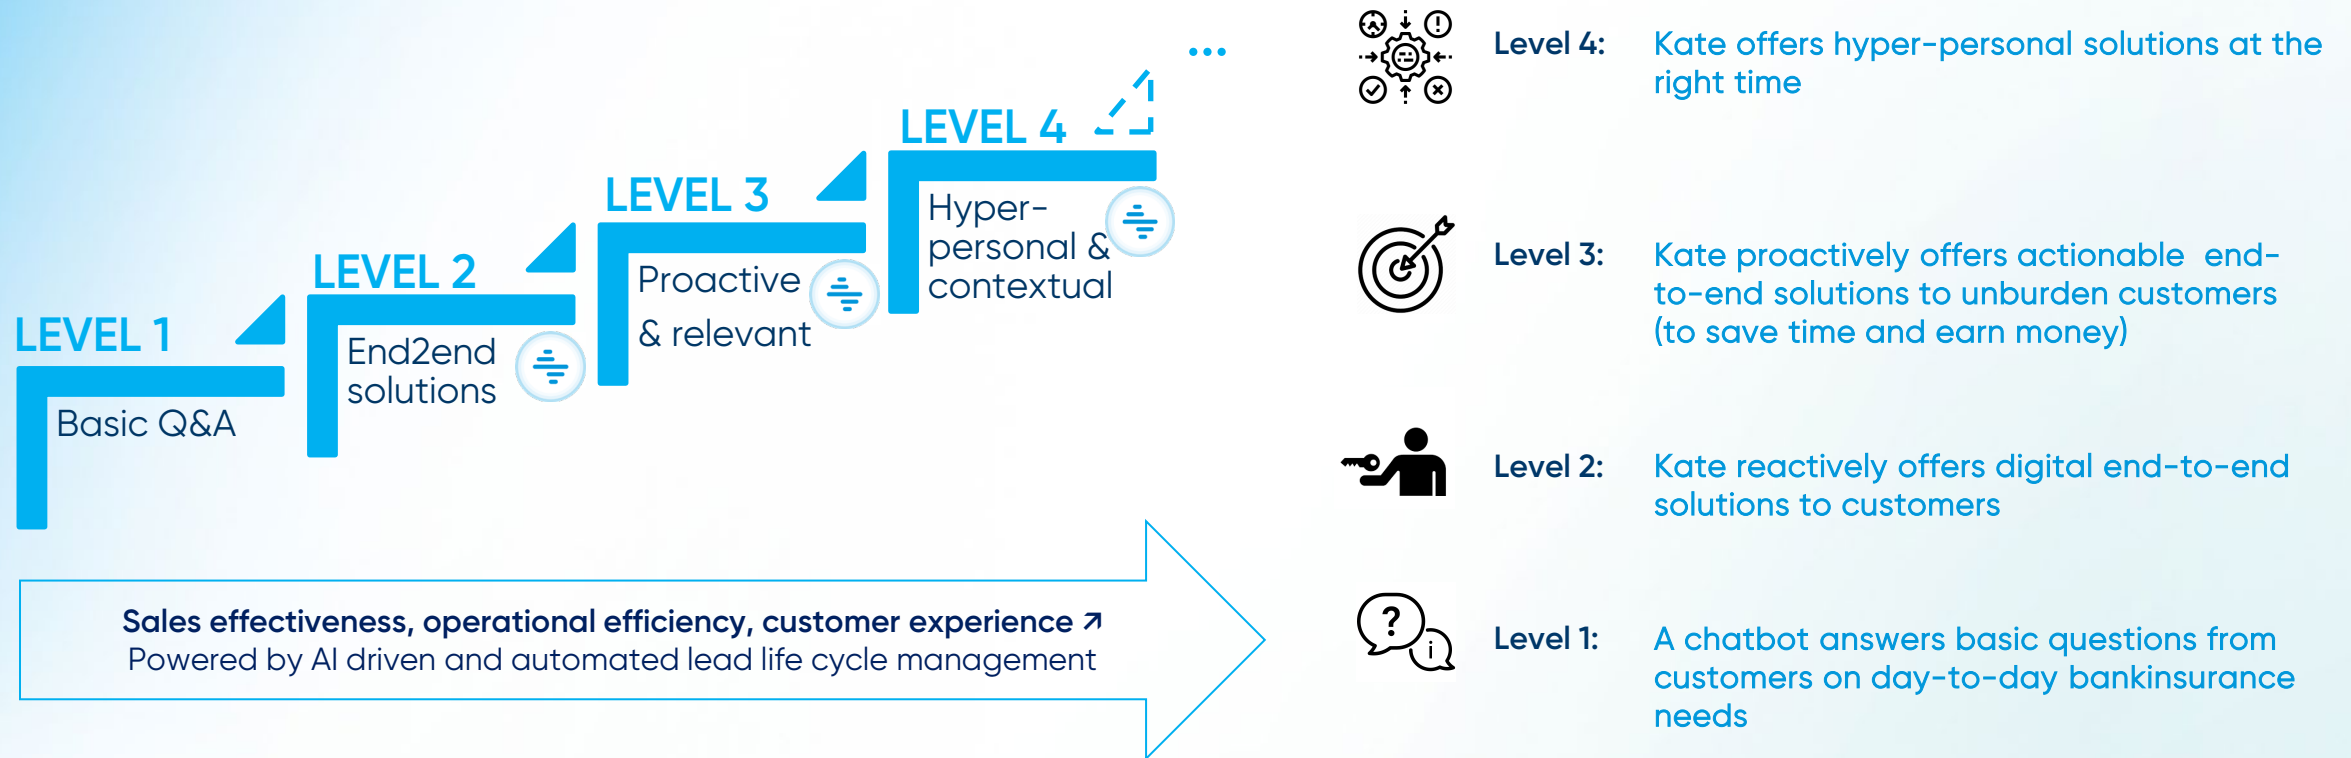 LEVEL 1
Basic Q&A
LEVEL 2
End2end
solutions
LEVEL 3
Proactive
& relevant
LEVEL 4
Hyper-
personal &
contextual
...
Sales effectiveness, operational efficiency, customer experience ↗
Powered by AI driven and automated lead life cycle management
Level 4: Kate offers hyper-personal solutions at the
right time
Level 3: Kate proactively offers actionable end-
to-end solutions to unburden customers
(to save time and earn money)
Level 2: Kate reactively offers digital end-to-end
solutions to customers
?
i
Level 1: A chatbot answers basic questions from
customers on day-to-day bankinsurance
needs